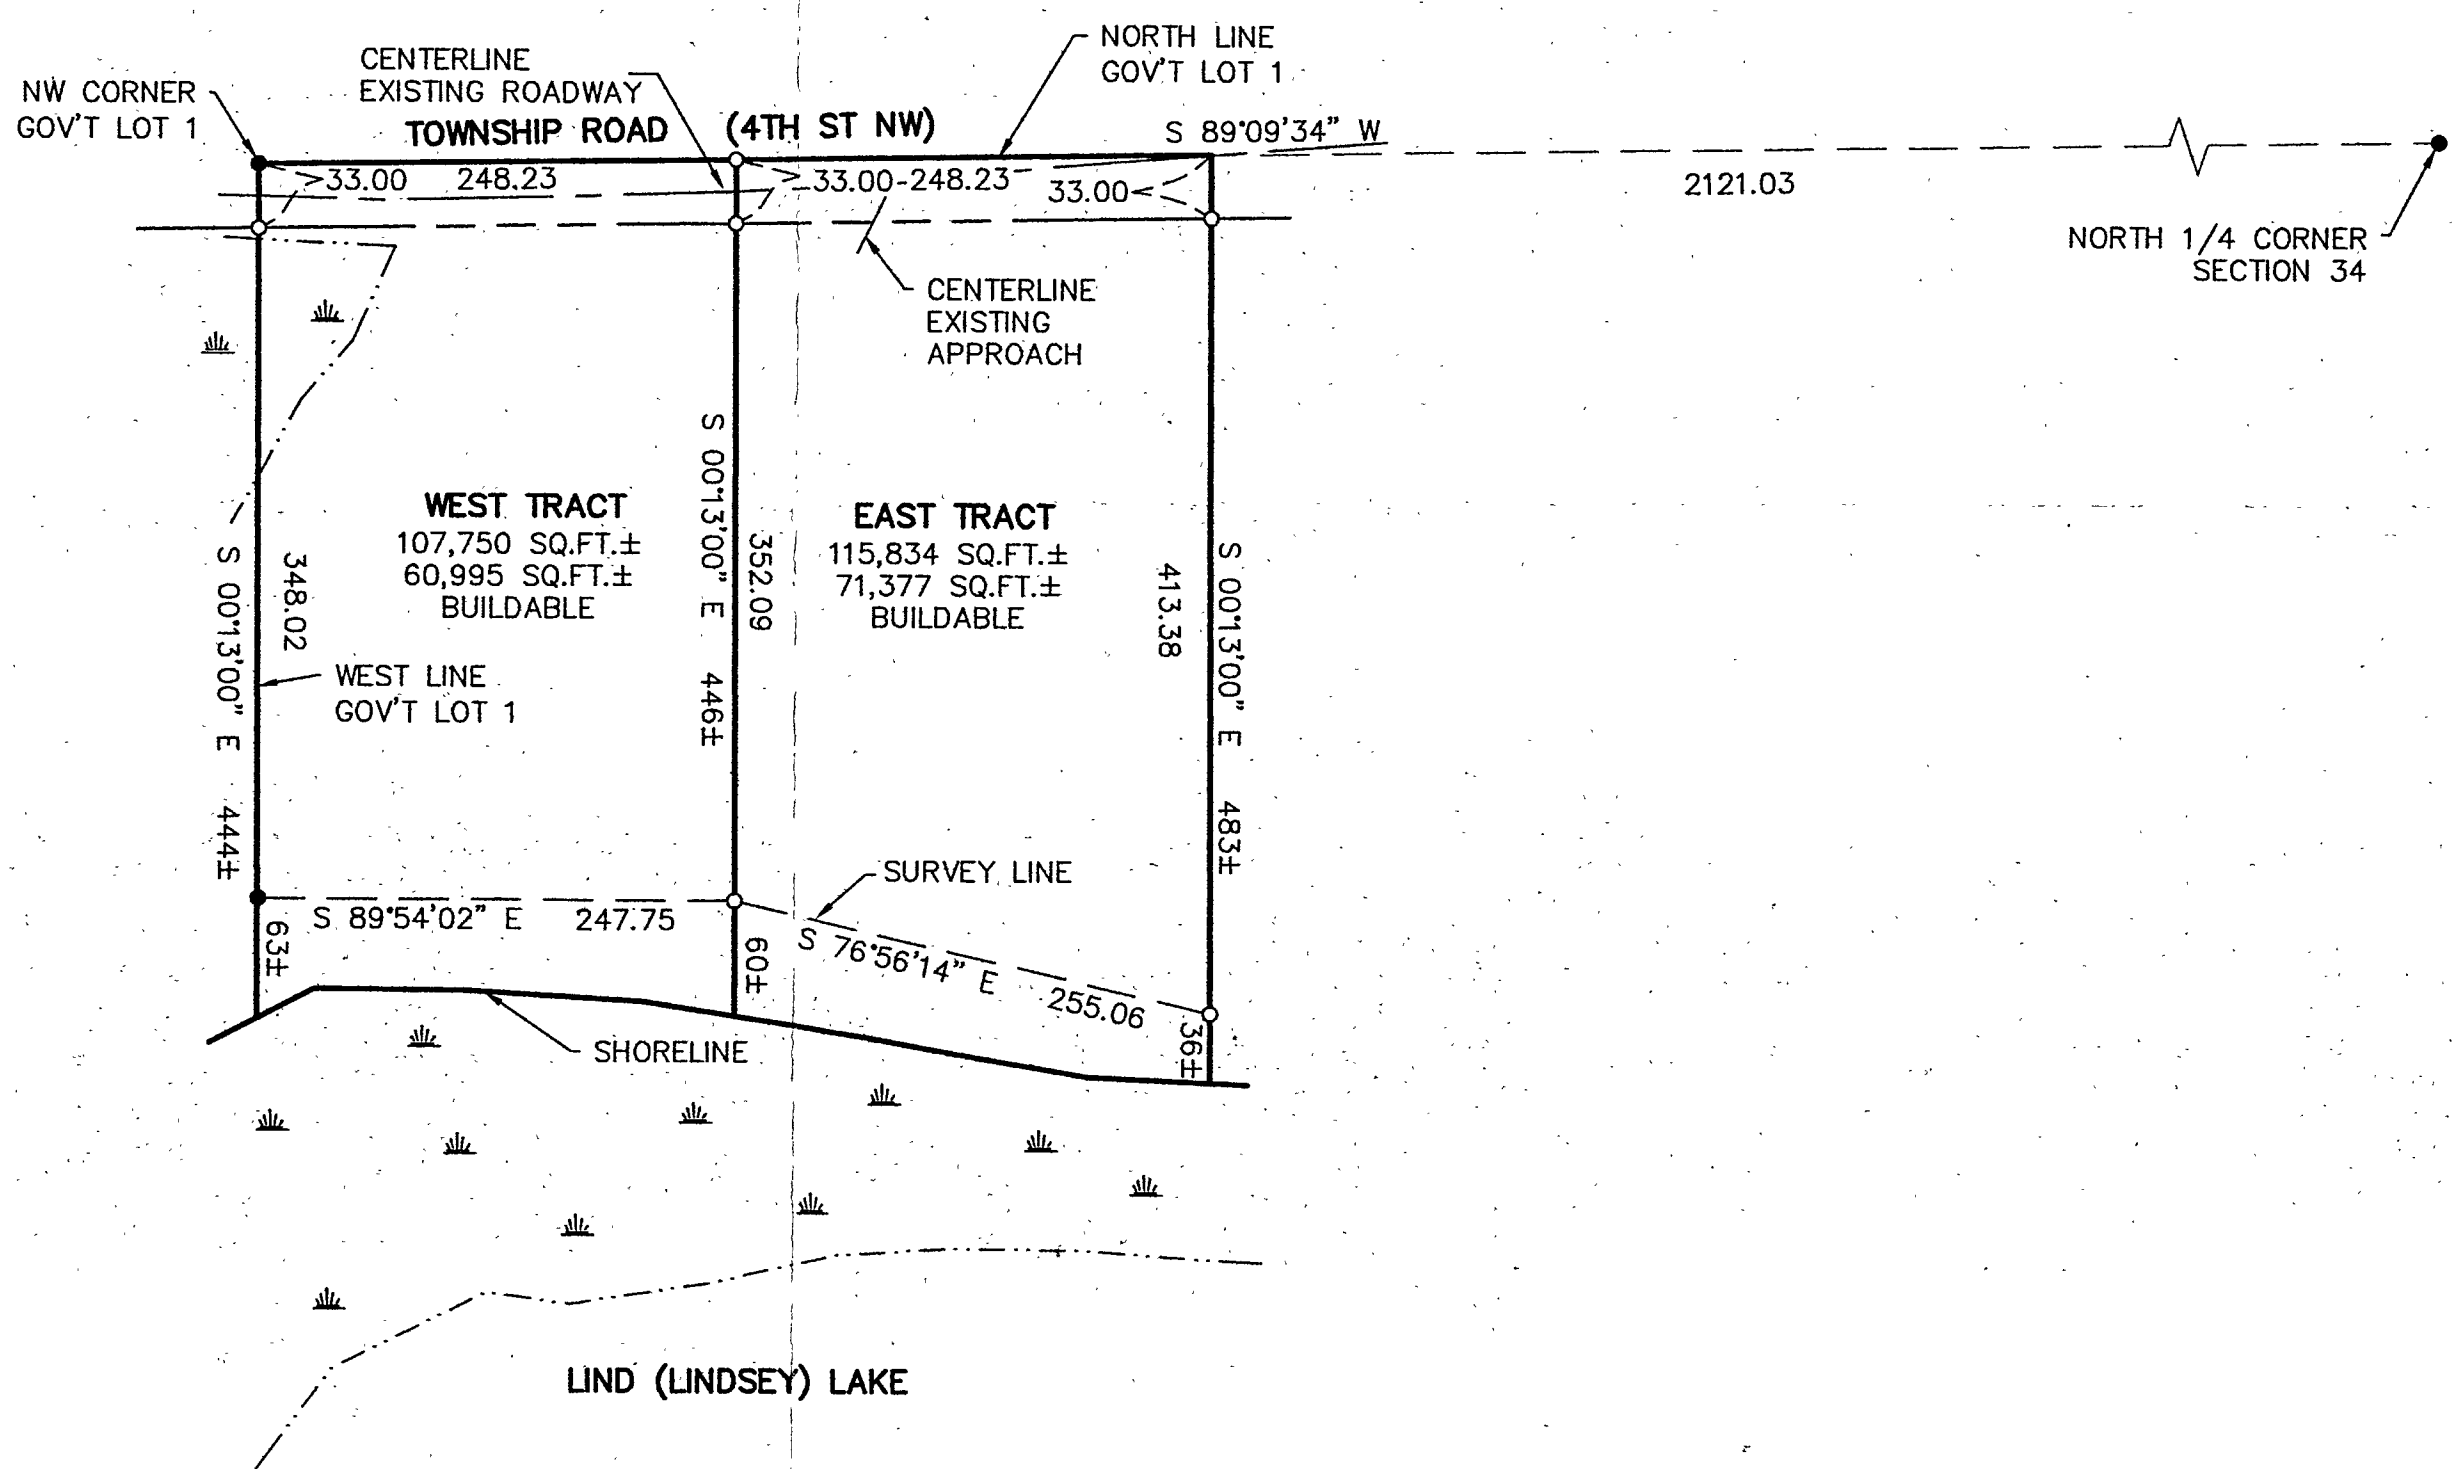 NORTH LINE
GOV'T LOT 1
CENTERLINE
EXISTING ROADWAY
NW CORNER
GOV'T LOT 1
TOWNSHIP ROAD (4TH ST NW)
S 89°09'34" W
33.00 248.23
33.00 248.23
33.00
2121.03
NORTH 1/4 CORNER
SECTION 34
CENTERLINE
EXISTING
APPROACH
WEST TRACT
107,750 SQ.FT.±
60,995 SQ.FT.±
BUILDABLE
EAST TRACT
115,834 SQ.FT.±
71,377 SQ.FT.±
BUILDABLE
S 00°13'00" E 444±
348.02
S 00°13'00" E 446±
352.09
413.38
S 00°13'00" E 483±
WEST LINE
GOV'T LOT 1
SURVEY LINE
S 89°54'02" E 247.75
S 76°56'14" E 255.06
63±
60±
36±
SHORELINE
LIND (LINDSEY) LAKE